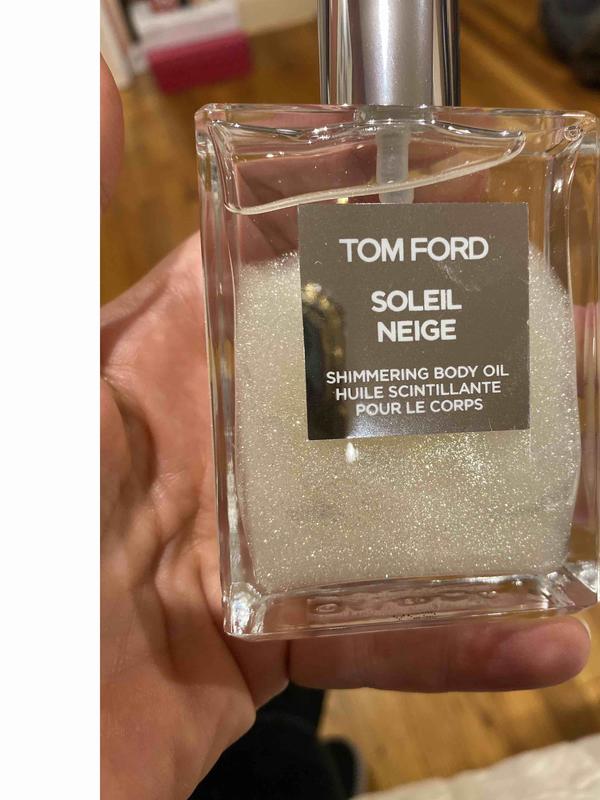 TOM FORD
SOLEIL
NEIGE
SHIMMERING BODY OIL
HUILE SCINTILLANTE
POUR LE CORPS